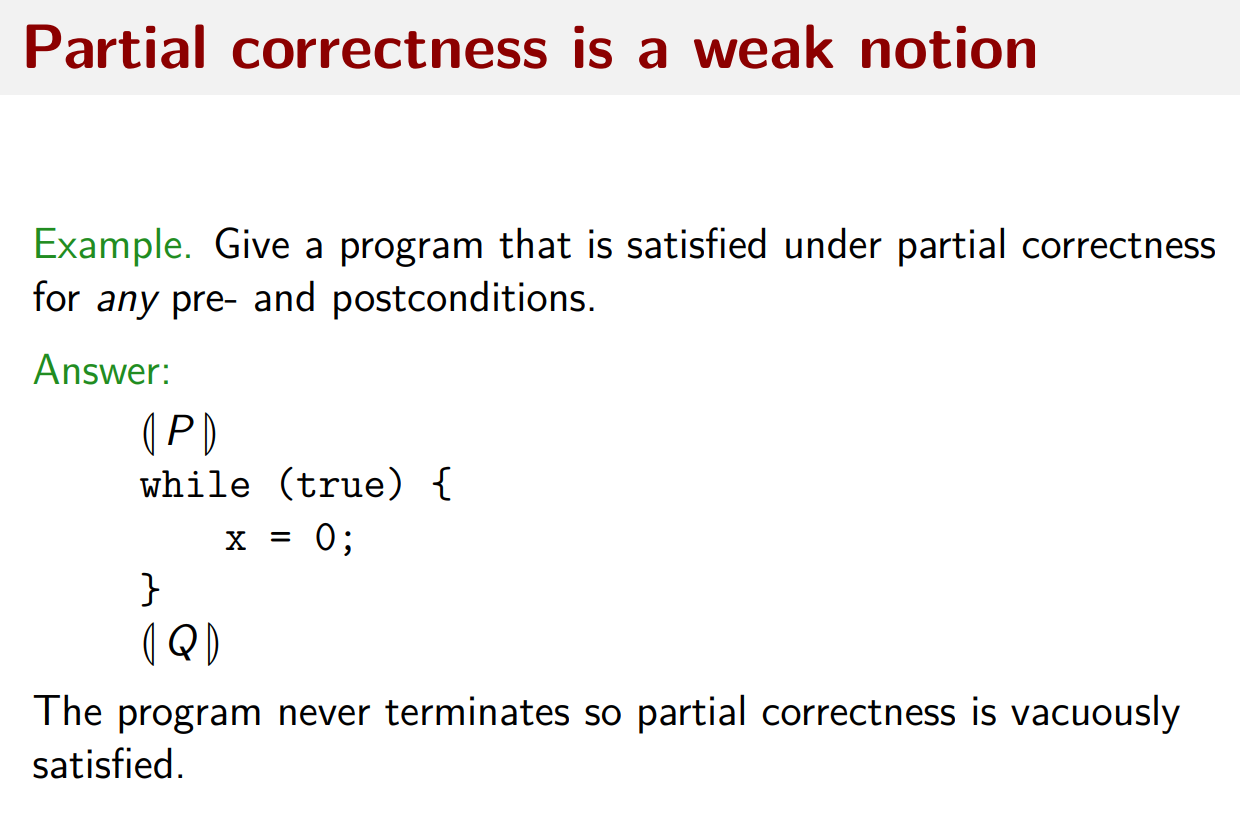 Partial correctness is a weak notion
Example. Give a program that is satisfied under partial correctness
for any pre- and postconditions.
Answer:
⦇ P ⦈
while (true) {
    x = 0;
}
⦇ Q ⦈
The program never terminates so partial correctness is vacuously
satisfied.